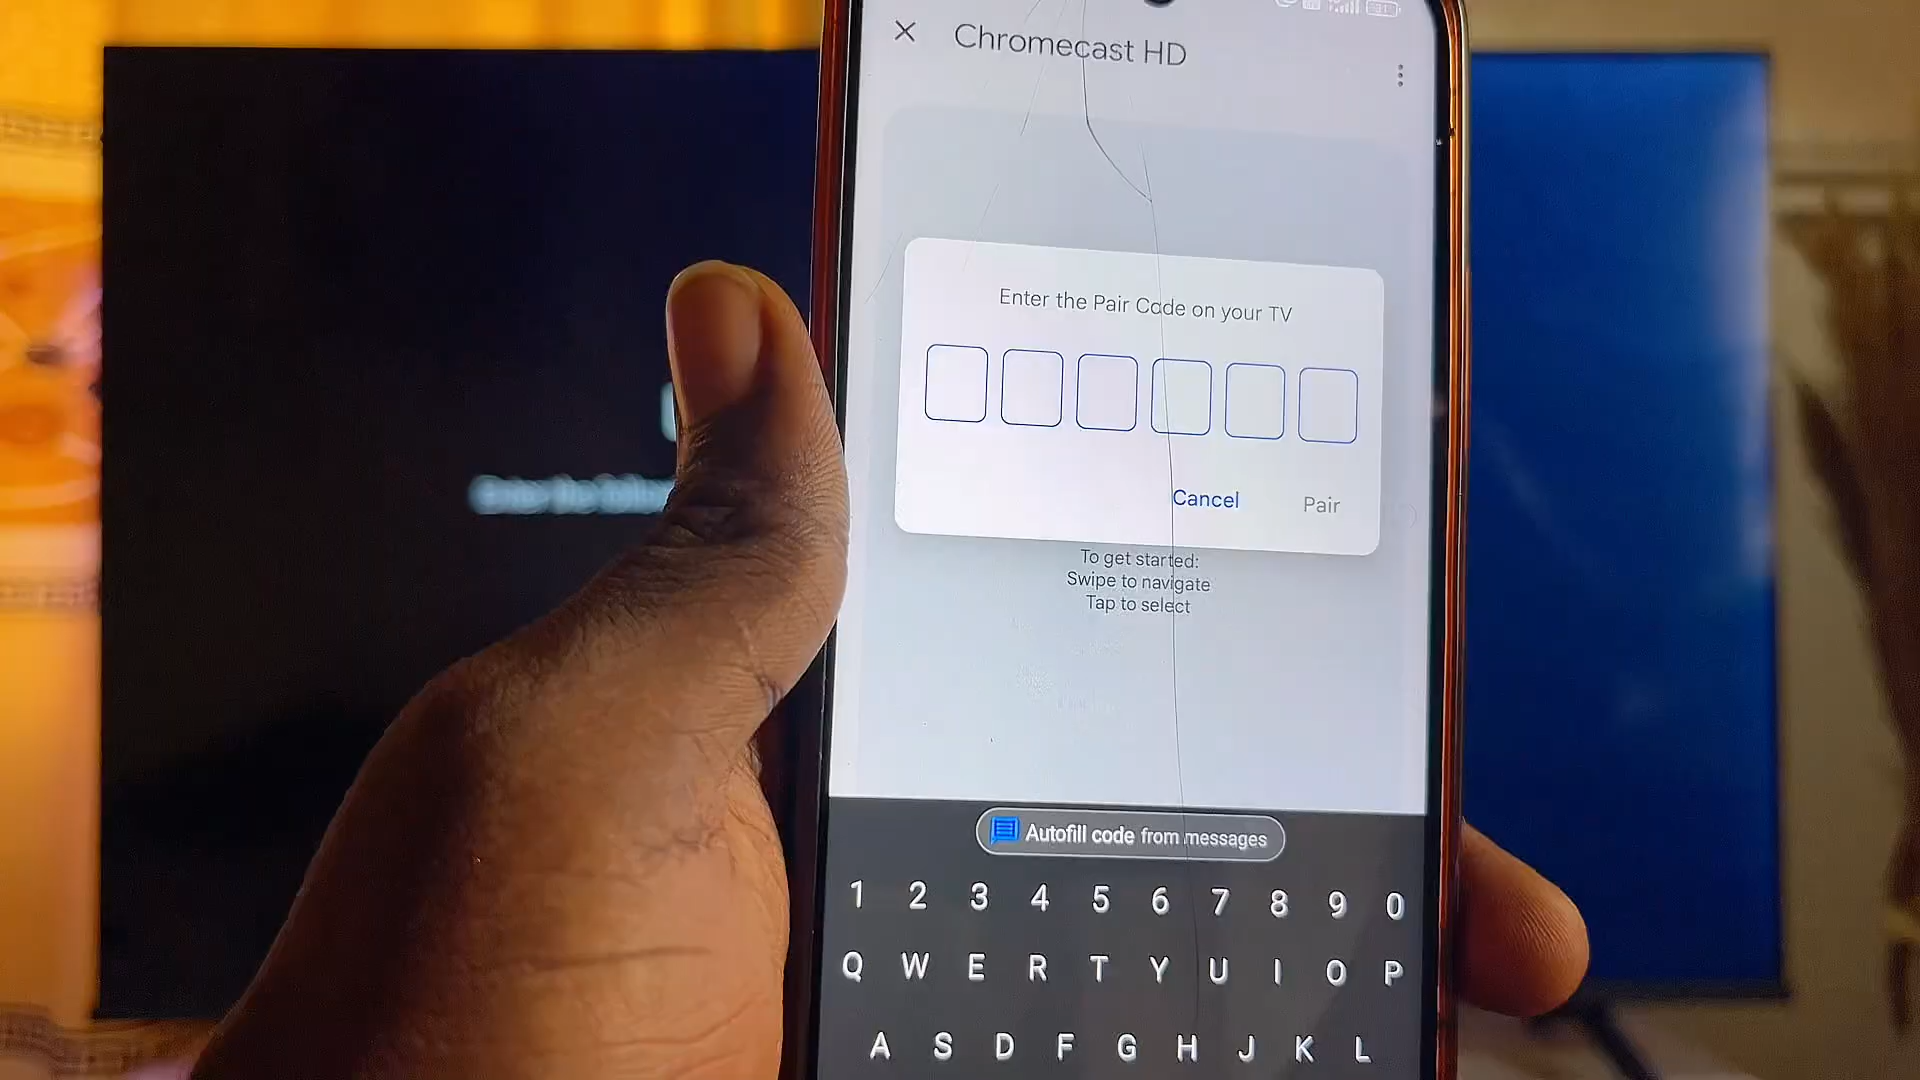 Chromecast HD
Enter the Pair Code on your TV
Cancel Pair
To get started:
Swipe to navigate
Tap to select
Autofill code from messages
1 2 3 4 5 6 7 8 9 0
Q W E R T Y U I O P
A S D F G H J K L